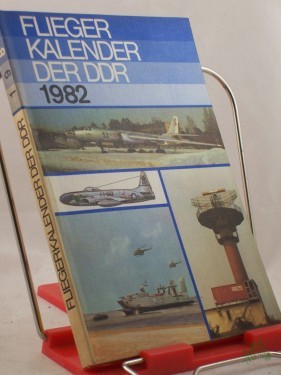 FLIEGER
KALENDER
DER DDR
1982
FLIEGERKALENDER DER DDR